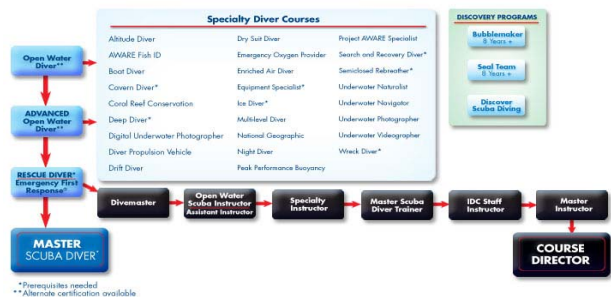 Specialty Diver Courses
Altitude Diver
AWARE Fish ID
Boat Diver
Cavern Diver*
Coral Reef Conservation
Deep Diver*
Digital Underwater Photographer
Diver Propulsion Vehicle
Drift Diver
Dry Suit Diver
Emergency Oxygen Provider
Enriched Air Diver
Equipment Specialist*
Ice Diver*
Multilevel Diver
National Geographic
Night Diver
Peak Performance Buoyancy
Project AWARE Specialist
Search and Recovery Diver*
Semiclosed Rebreather*
Underwater Naturalist
Underwater Navigator
Underwater Photographer
Underwater Videographer
Wreck Diver*
DISCOVERY PROGRAMS
Bubblemaker
8 Years +
Seal Team
8 Years +
Discover
Scuba Diving
Open Water
Diver**
ADVANCED
Open Water
Diver**
RESCUE DIVER*
Emergency First
Response*
MASTER
SCUBA DIVER*
Divemaster
Open Water
Scuba Instructor
Assistant Instructor
Specialty
Instructor
Master Scuba
Diver Trainer
IDC Staff
Instructor
Master
Instructor
COURSE
DIRECTOR
*Prerequisites needed
**Alternate certification available